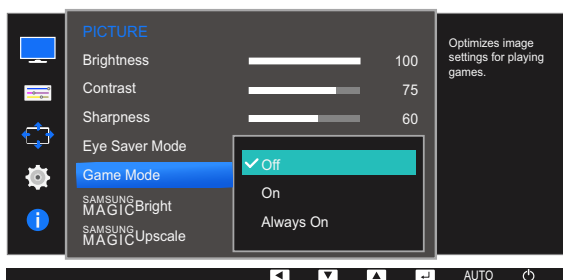 PICTURE
Brightness 100
Contrast 75
Sharpness 60
Eye Saver Mode
Game Mode
SAMSUNG
MAGICBright
SAMSUNG
MAGICUpscale
Off
On
Always On
Optimizes image
settings for playing
games.
AUTO